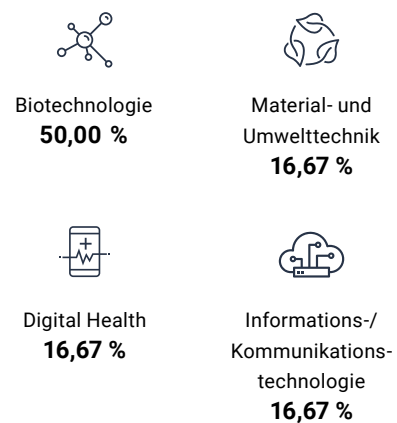 Biotechnologie
50,00 %
Material- und
Umwelttechnik
16,67 %
Digital Health
16,67 %
Informations-/
Kommunikations-
technologie
16,67 %